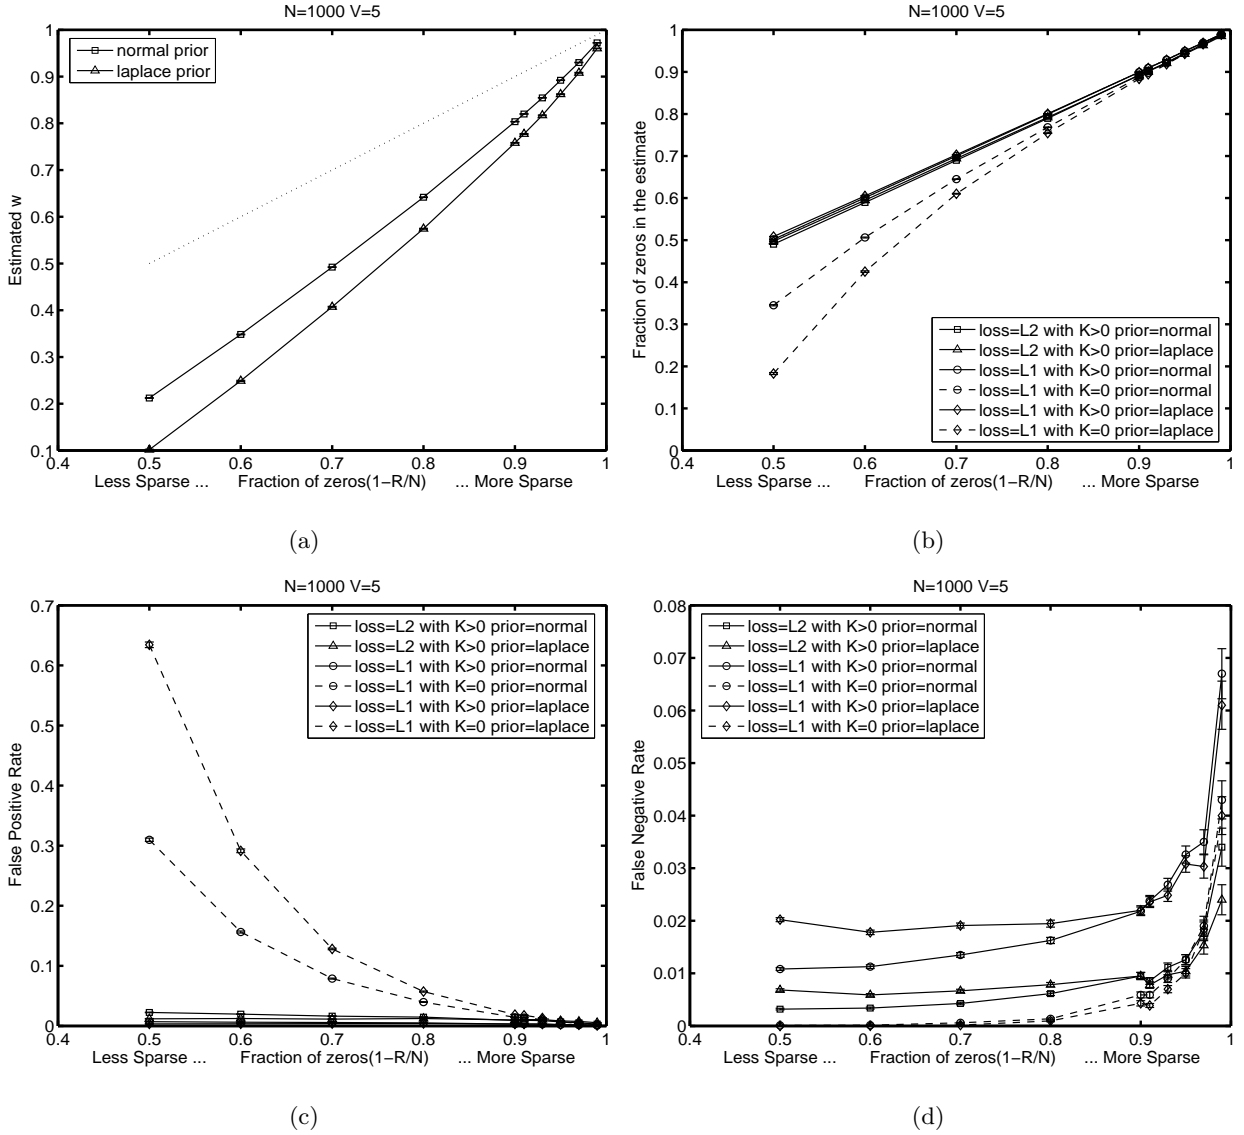 N=1000 V=5
normal prior
laplace prior
Estimated w
1
0.9
0.8
0.7
0.6
0.5
0.4
0.3
0.2
0.1
0.4 0.5 0.6 0.7 0.8 0.9 1
Less Sparse ... Fraction of zeros(1−R/N) ... More Sparse
(a)
N=1000 V=5
Fraction of zeros in the estimate
1
0.9
0.8
0.7
0.6
0.5
0.4
0.3
0.2
0.1
0
loss=L2 with K>0 prior=normal
loss=L2 with K>0 prior=laplace
loss=L1 with K>0 prior=normal
loss=L1 with K=0 prior=normal
loss=L1 with K>0 prior=laplace
loss=L1 with K=0 prior=laplace
0.4 0.5 0.6 0.7 0.8 0.9 1
Less Sparse ... Fraction of zeros(1−R/N) ... More Sparse
(b)
N=1000 V=5
False Positive Rate
0.7
0.6
0.5
0.4
0.3
0.2
0.1
0
loss=L2 with K>0 prior=normal
loss=L2 with K>0 prior=laplace
loss=L1 with K>0 prior=normal
loss=L1 with K=0 prior=normal
loss=L1 with K>0 prior=laplace
loss=L1 with K=0 prior=laplace
0.4 0.5 0.6 0.7 0.8 0.9 1
Less Sparse ... Fraction of zeros(1−R/N) ... More Sparse
(c)
N=1000 V=5
False Negative Rate
0.08
0.07
0.06
0.05
0.04
0.03
0.02
0.01
0
loss=L2 with K>0 prior=normal
loss=L2 with K>0 prior=laplace
loss=L1 with K>0 prior=normal
loss=L1 with K=0 prior=normal
loss=L1 with K>0 prior=laplace
loss=L1 with K=0 prior=laplace
0.4 0.5 0.6 0.7 0.8 0.9 1
Less Sparse ... Fraction of zeros(1−R/N) ... More Sparse
(d)